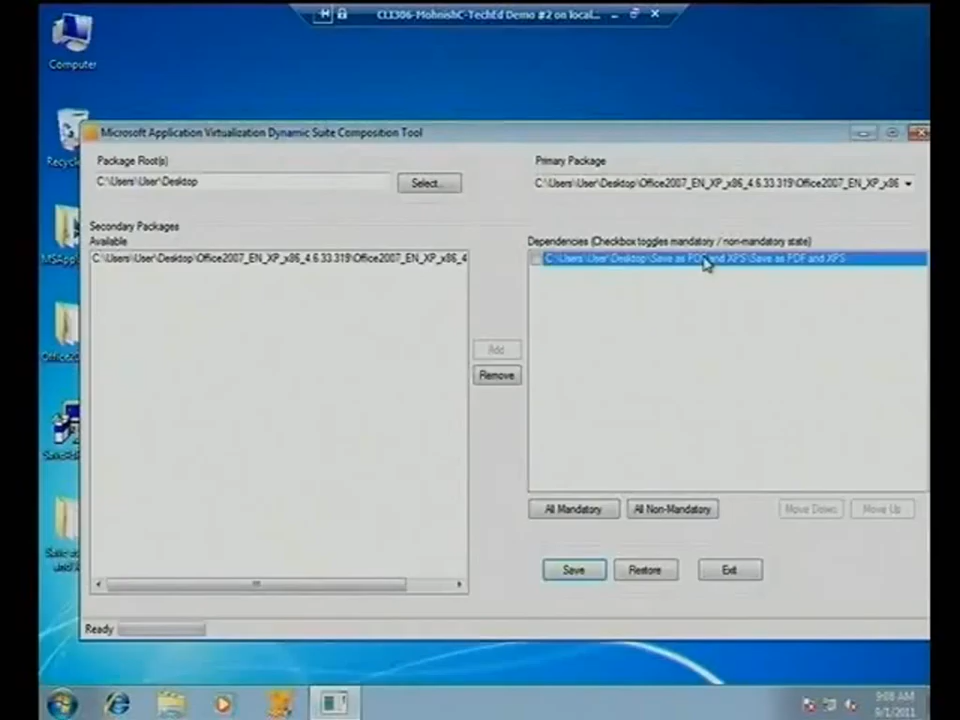 CLI306-MohnishC-TechEd Demo #2 on local...
Computer
Microsoft Application Virtualization Dynamic Suite Composition Tool
Package Root(s)
Primary Package
C:\Users\User\Desktop
Select...
C:\Users\User\Desktop\Office2007_EN_XP_x86_4.6.33.319\Office2007_EN_XP_x86
Secondary Packages
Available
Dependencies (Checkbox toggles mandatory / non-mandatory state)
C:\Users\User\Desktop\Office2007_EN_XP_x86_4.6.33.319\Office2007_EN_XP_x86_4
C:\Users\User\Desktop\Save as PDF and XPS\Save as PDF and XPS
Add
Remove
All Mandatory
All Non-Mandatory
Move Down
Move Up
Save
Restore
Exit
Ready
9:08 AM
9/1/2011